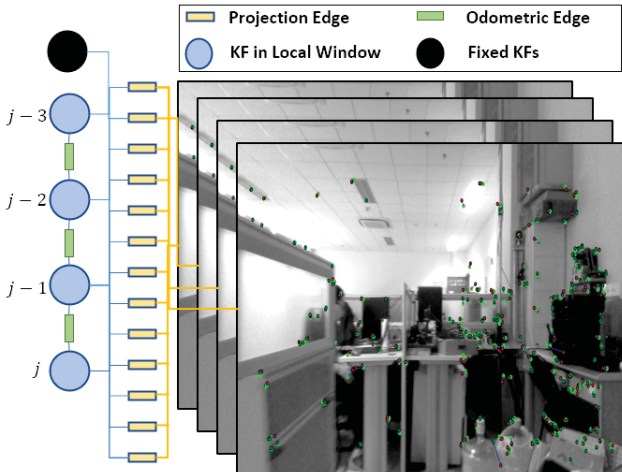 Projection Edge
Odometric Edge
KF in Local Window
Fixed KFs
j − 3
j − 2
j − 1
j